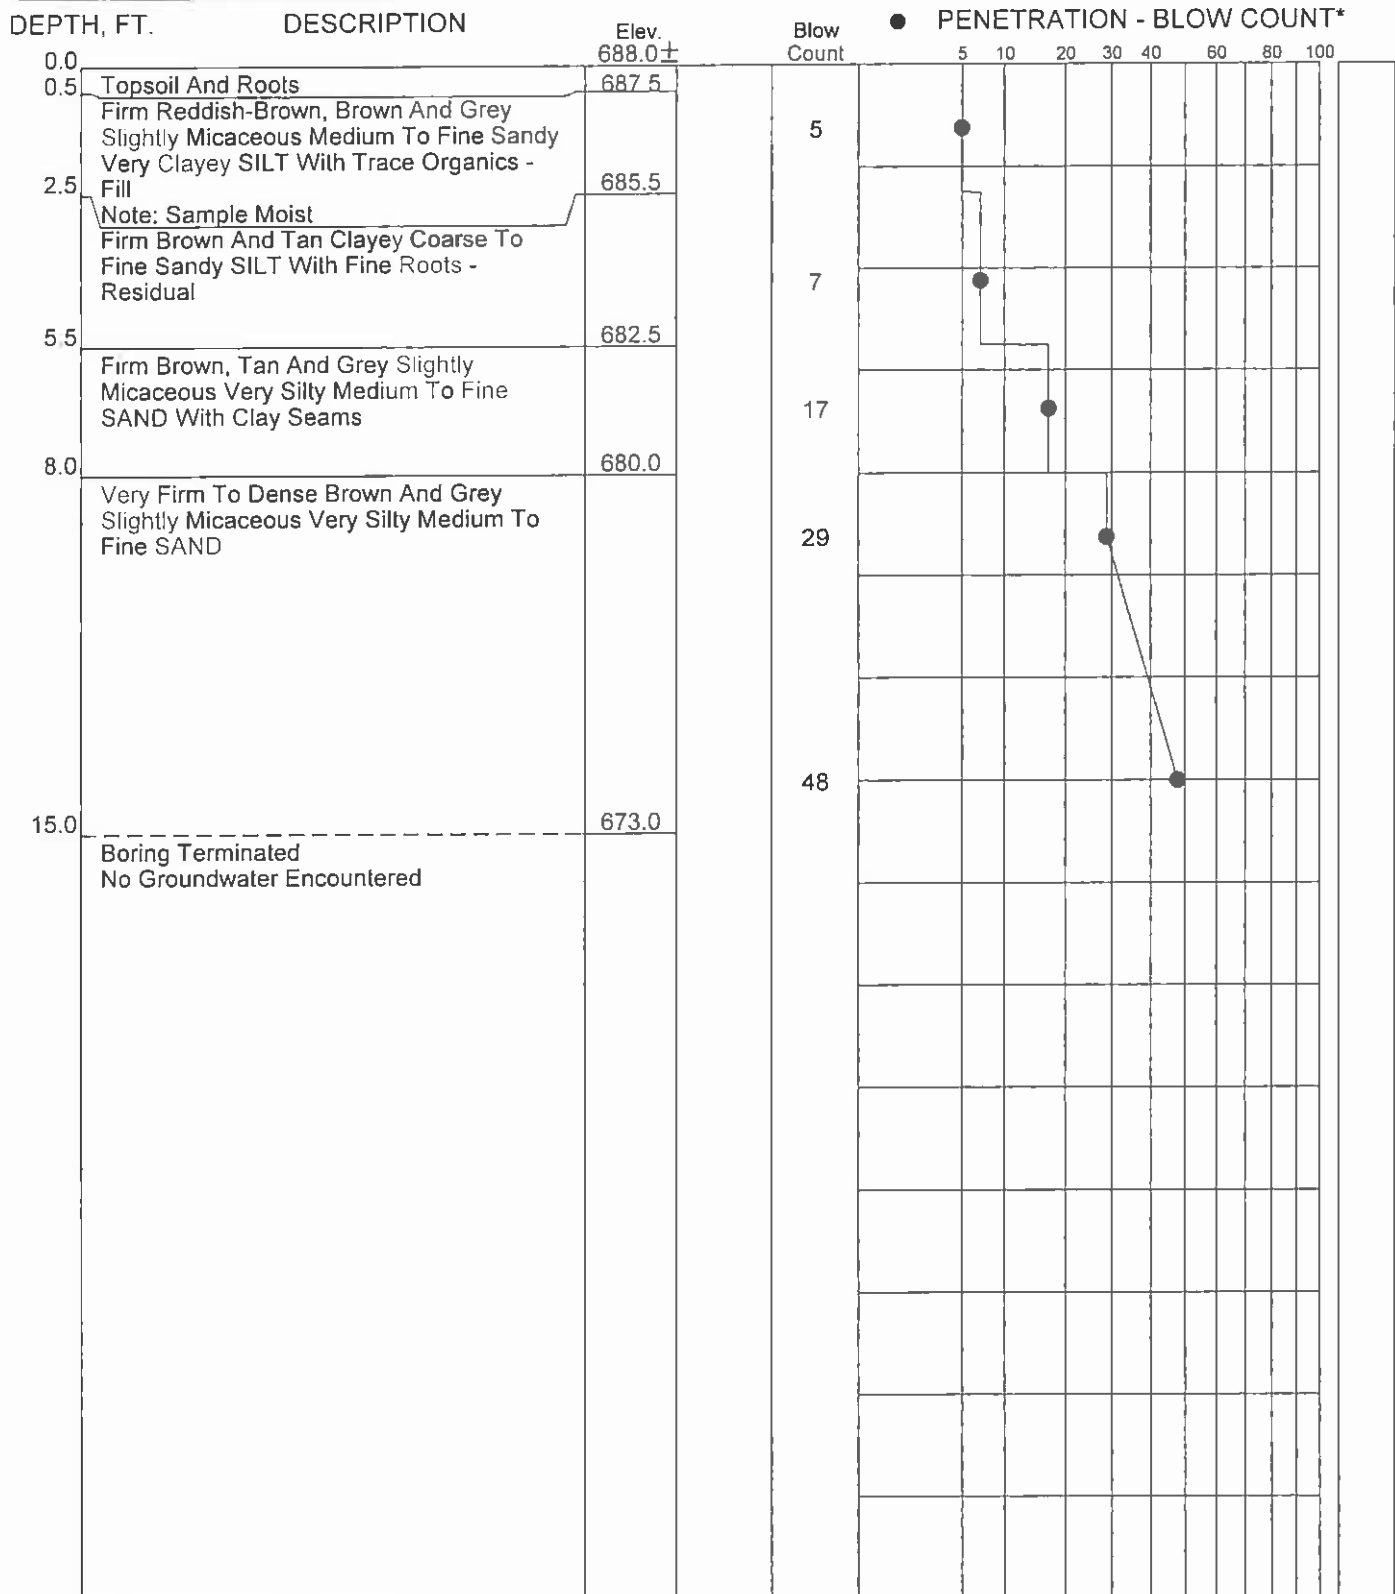 DEPTH, FT. DESCRIPTION Elev. Blow Count ● PENETRATION - BLOW COUNT*
688.0± 5 10 20 30 40 60 80 100
0.0
0.5 Topsoil And Roots 687.5
Firm Reddish-Brown, Brown And Grey
Slightly Micaceous Medium To Fine Sandy 5
Very Clayey SILT With Trace Organics -
2.5 Fill 685.5
Note: Sample Moist
Firm Brown And Tan Clayey Coarse To
Fine Sandy SILT With Fine Roots - 7
Residual
5.5 682.5
Firm Brown, Tan And Grey Slightly
Micaceous Very Silty Medium To Fine 17
SAND With Clay Seams
8.0 680.0
Very Firm To Dense Brown And Grey
Slightly Micaceous Very Silty Medium To
Fine SAND 29
48
15.0 673.0
Boring Terminated
No Groundwater Encountered